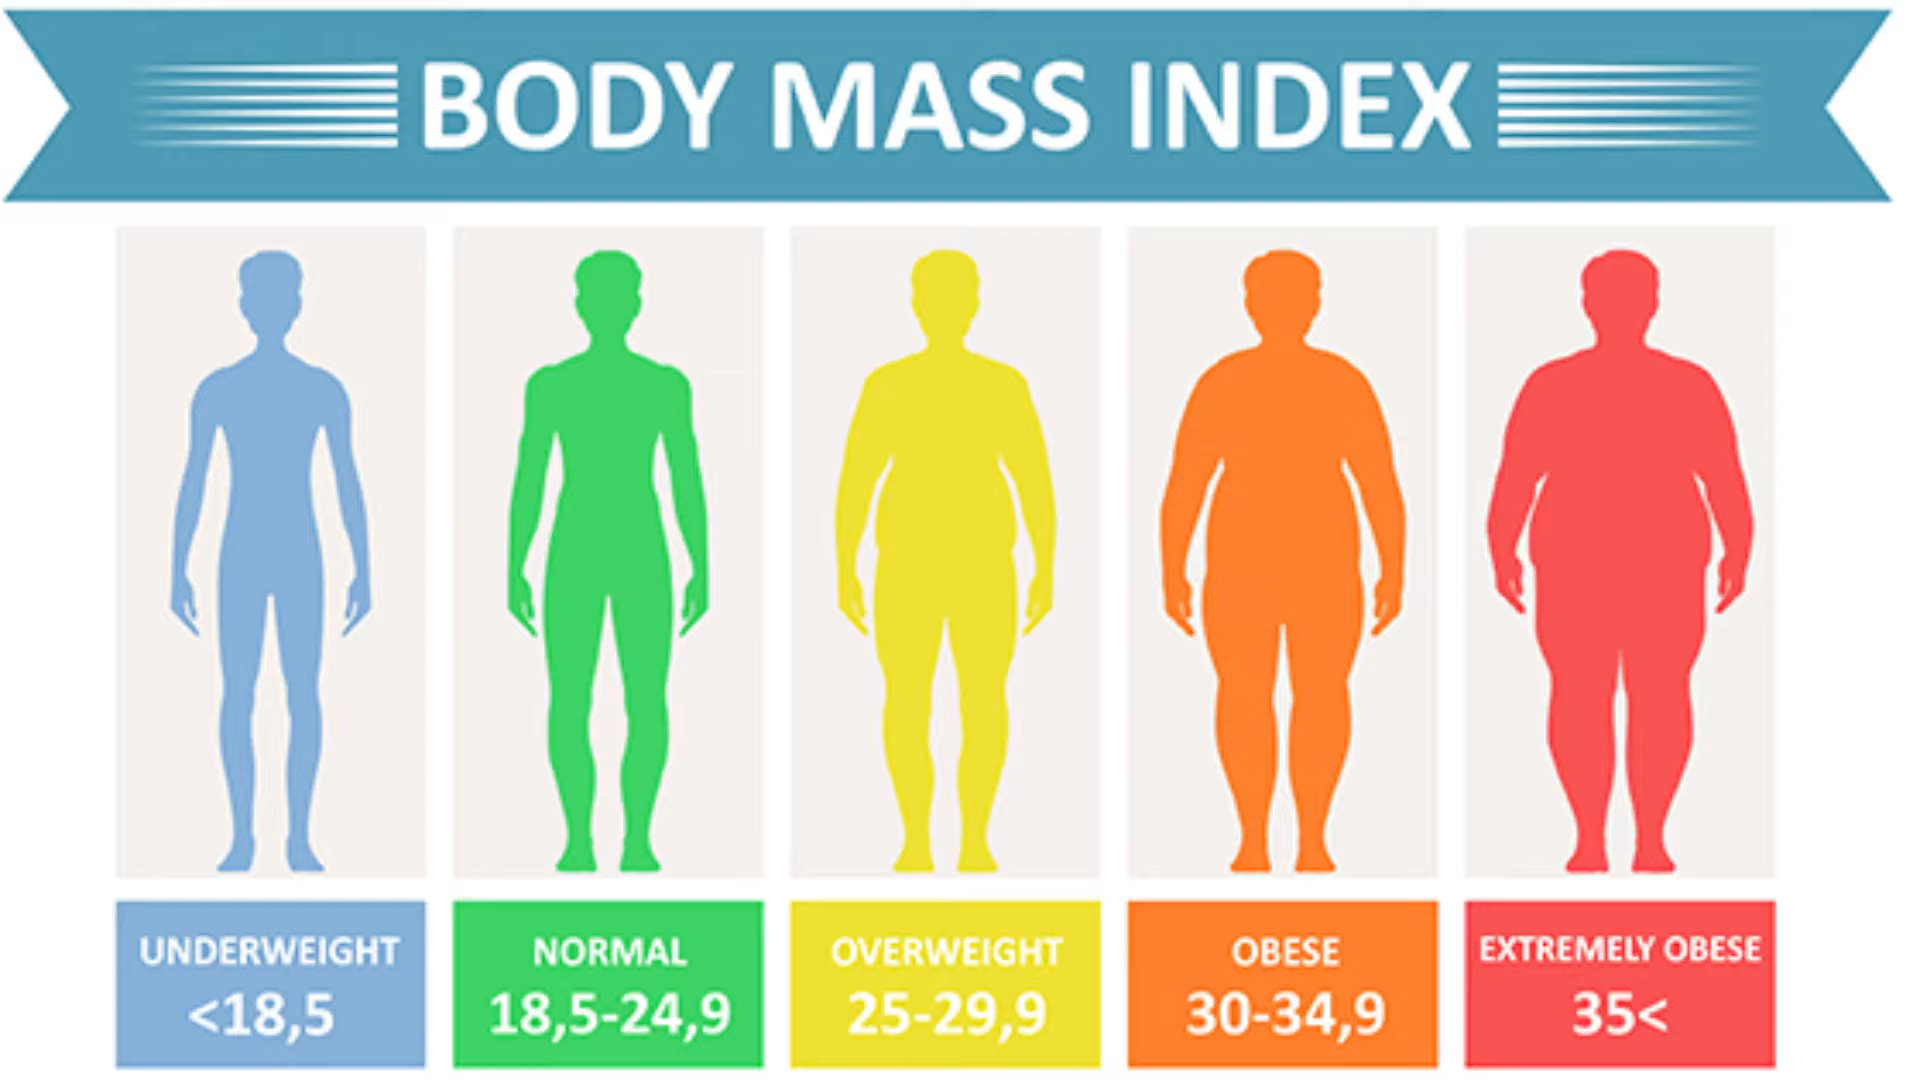 BODY MASS INDEX
UNDERWEIGHT
<18,5
NORMAL
18,5-24,9
OVERWEIGHT
25-29,9
OBESE
30-34,9
EXTREMELY OBESE
35<